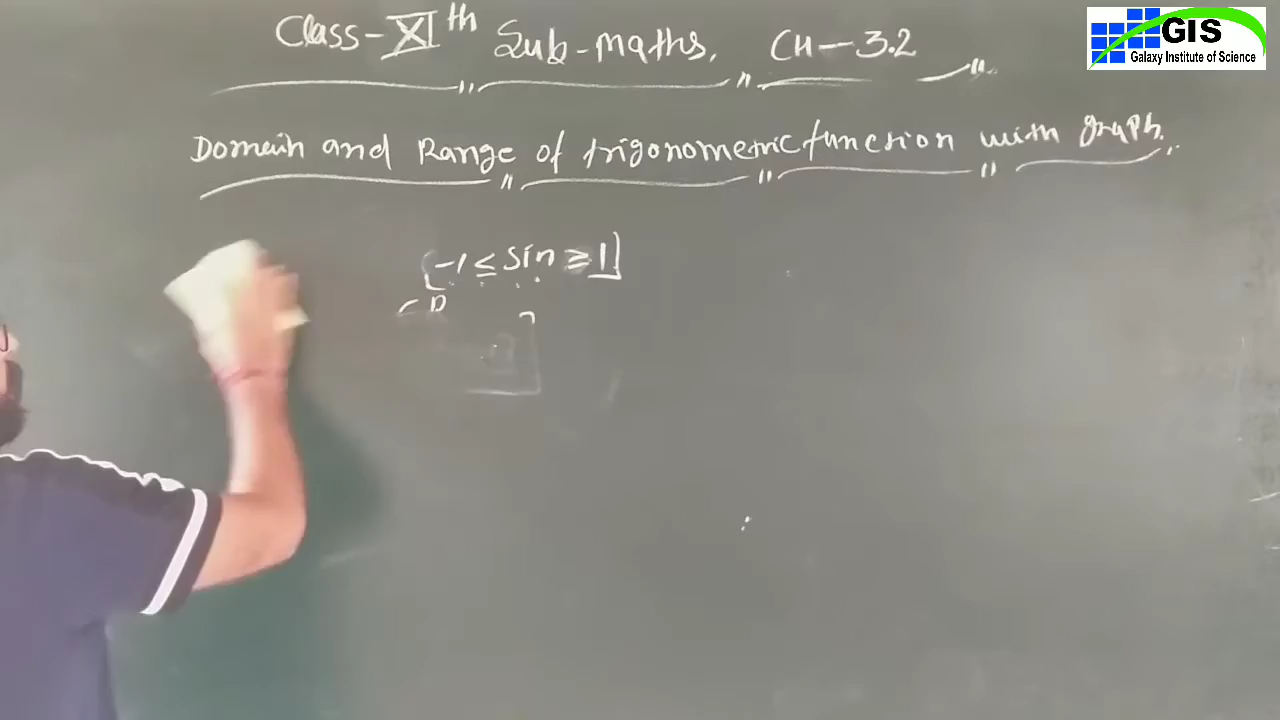 Class-XIth Sub-Maths. CH-3.2
GIS
Galaxy Institute of Science
Domain and Range of trigonometric function with graph.
[-1 ≤ Sin ≥ 1]
D